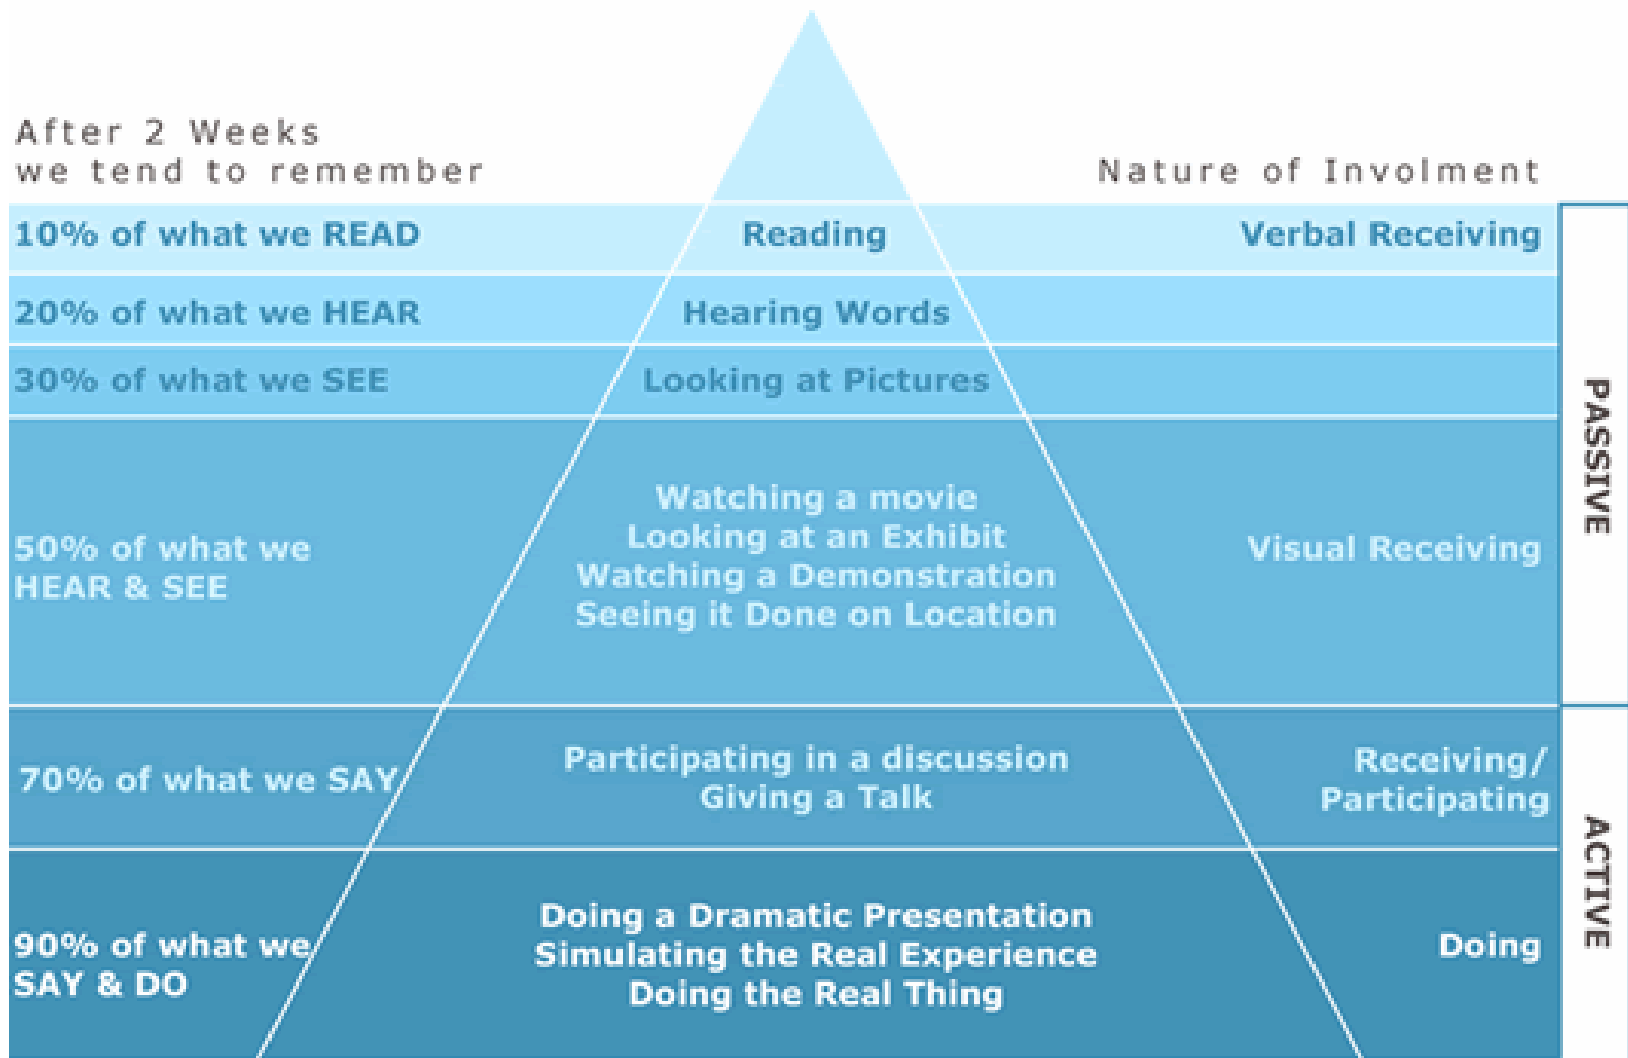 After 2 Weeks
we tend to remember
Nature of Involment
10% of what we READ
Reading
Verbal Receiving
20% of what we HEAR
Hearing Words
30% of what we SEE
Looking at Pictures
50% of what we
HEAR & SEE
Watching a movie
Looking at an Exhibit
Watching a Demonstration
Seeing it Done on Location
Visual Receiving
PASSIVE
70% of what we SAY
Participating in a discussion
Giving a Talk
Receiving/
Participating
90% of what we
SAY & DO
Doing a Dramatic Presentation
Simulating the Real Experience
Doing the Real Thing
Doing
ACTIVE